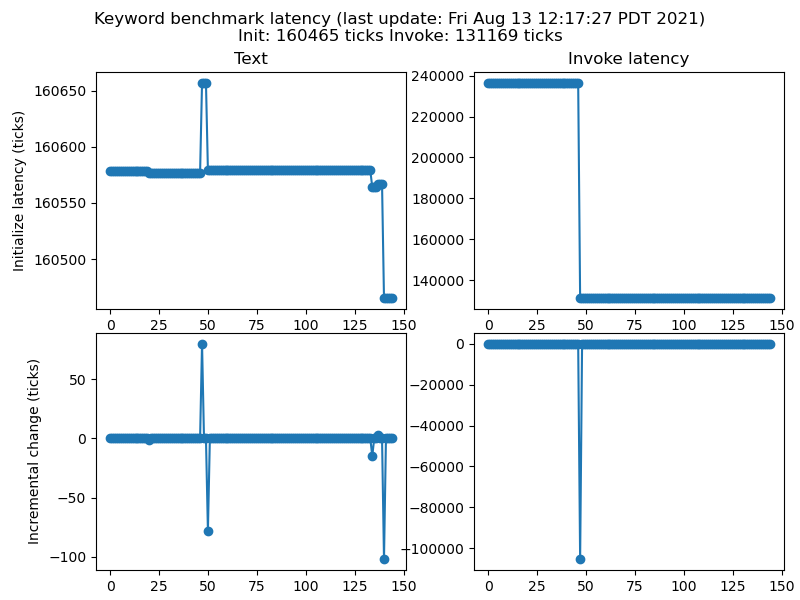 Keyword benchmark latency (last update: Fri Aug 13 12:17:27 PDT 2021)
Init: 160465 ticks Invoke: 131169 ticks
Text
Invoke latency
Initialize latency (ticks)
160650
160600
160550
160500
0 25 50 75 100 125 150
240000
220000
200000
180000
160000
140000
0 25 50 75 100 125 150
Incremental change (ticks)
50
0
−50
−100
0 25 50 75 100 125 150
0
−20000
−40000
−60000
−80000
−100000
0 25 50 75 100 125 150